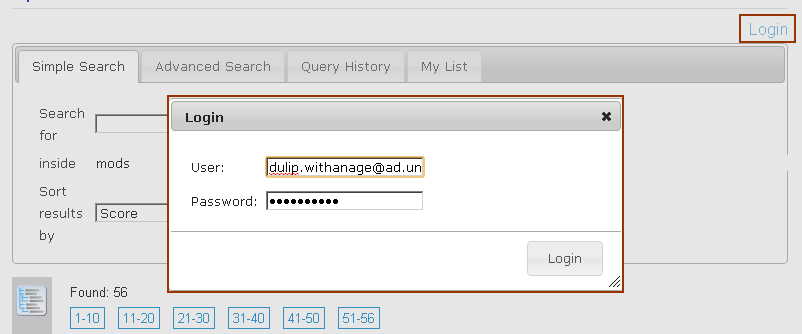 Login
Simple Search Advanced Search Query History My List
Search for
inside mods
Sort results by Score
Login
User: dulip.withanage@ad.un
Password: ••••••••••
Login
Found: 56
1-10 11-20 21-30 31-40 41-50 51-56